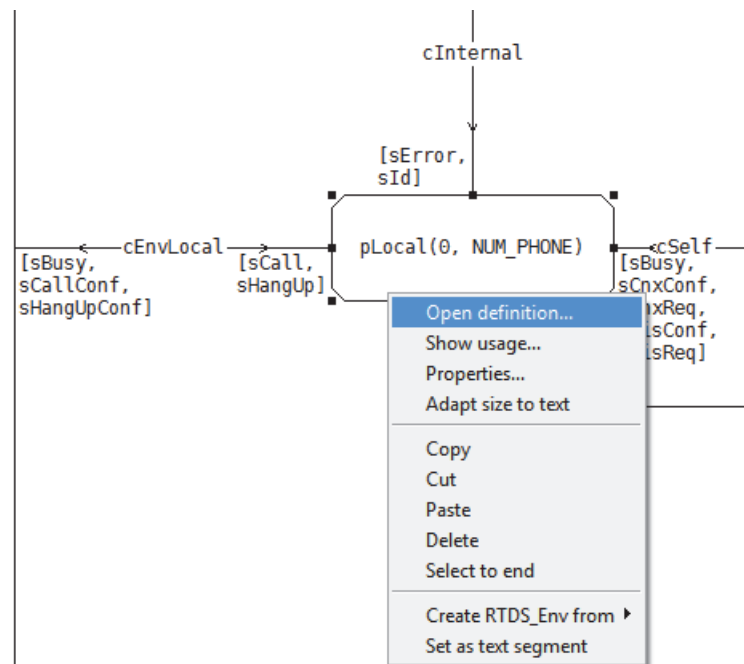 cInternal
[sError,
sId]
cEnvLocal
pLocal(0, NUM_PHONE)
cSelf
[sBusy,
sCallConf,
sHangUpConf]
[sCall,
sHangUp]
[sBusy,
sCnxConf,
nxReq,
isConf,
isReq]
Open definition...
Show usage...
Properties...
Adapt size to text
Copy
Cut
Paste
Delete
Select to end
Create RTDS_Env from
Set as text segment